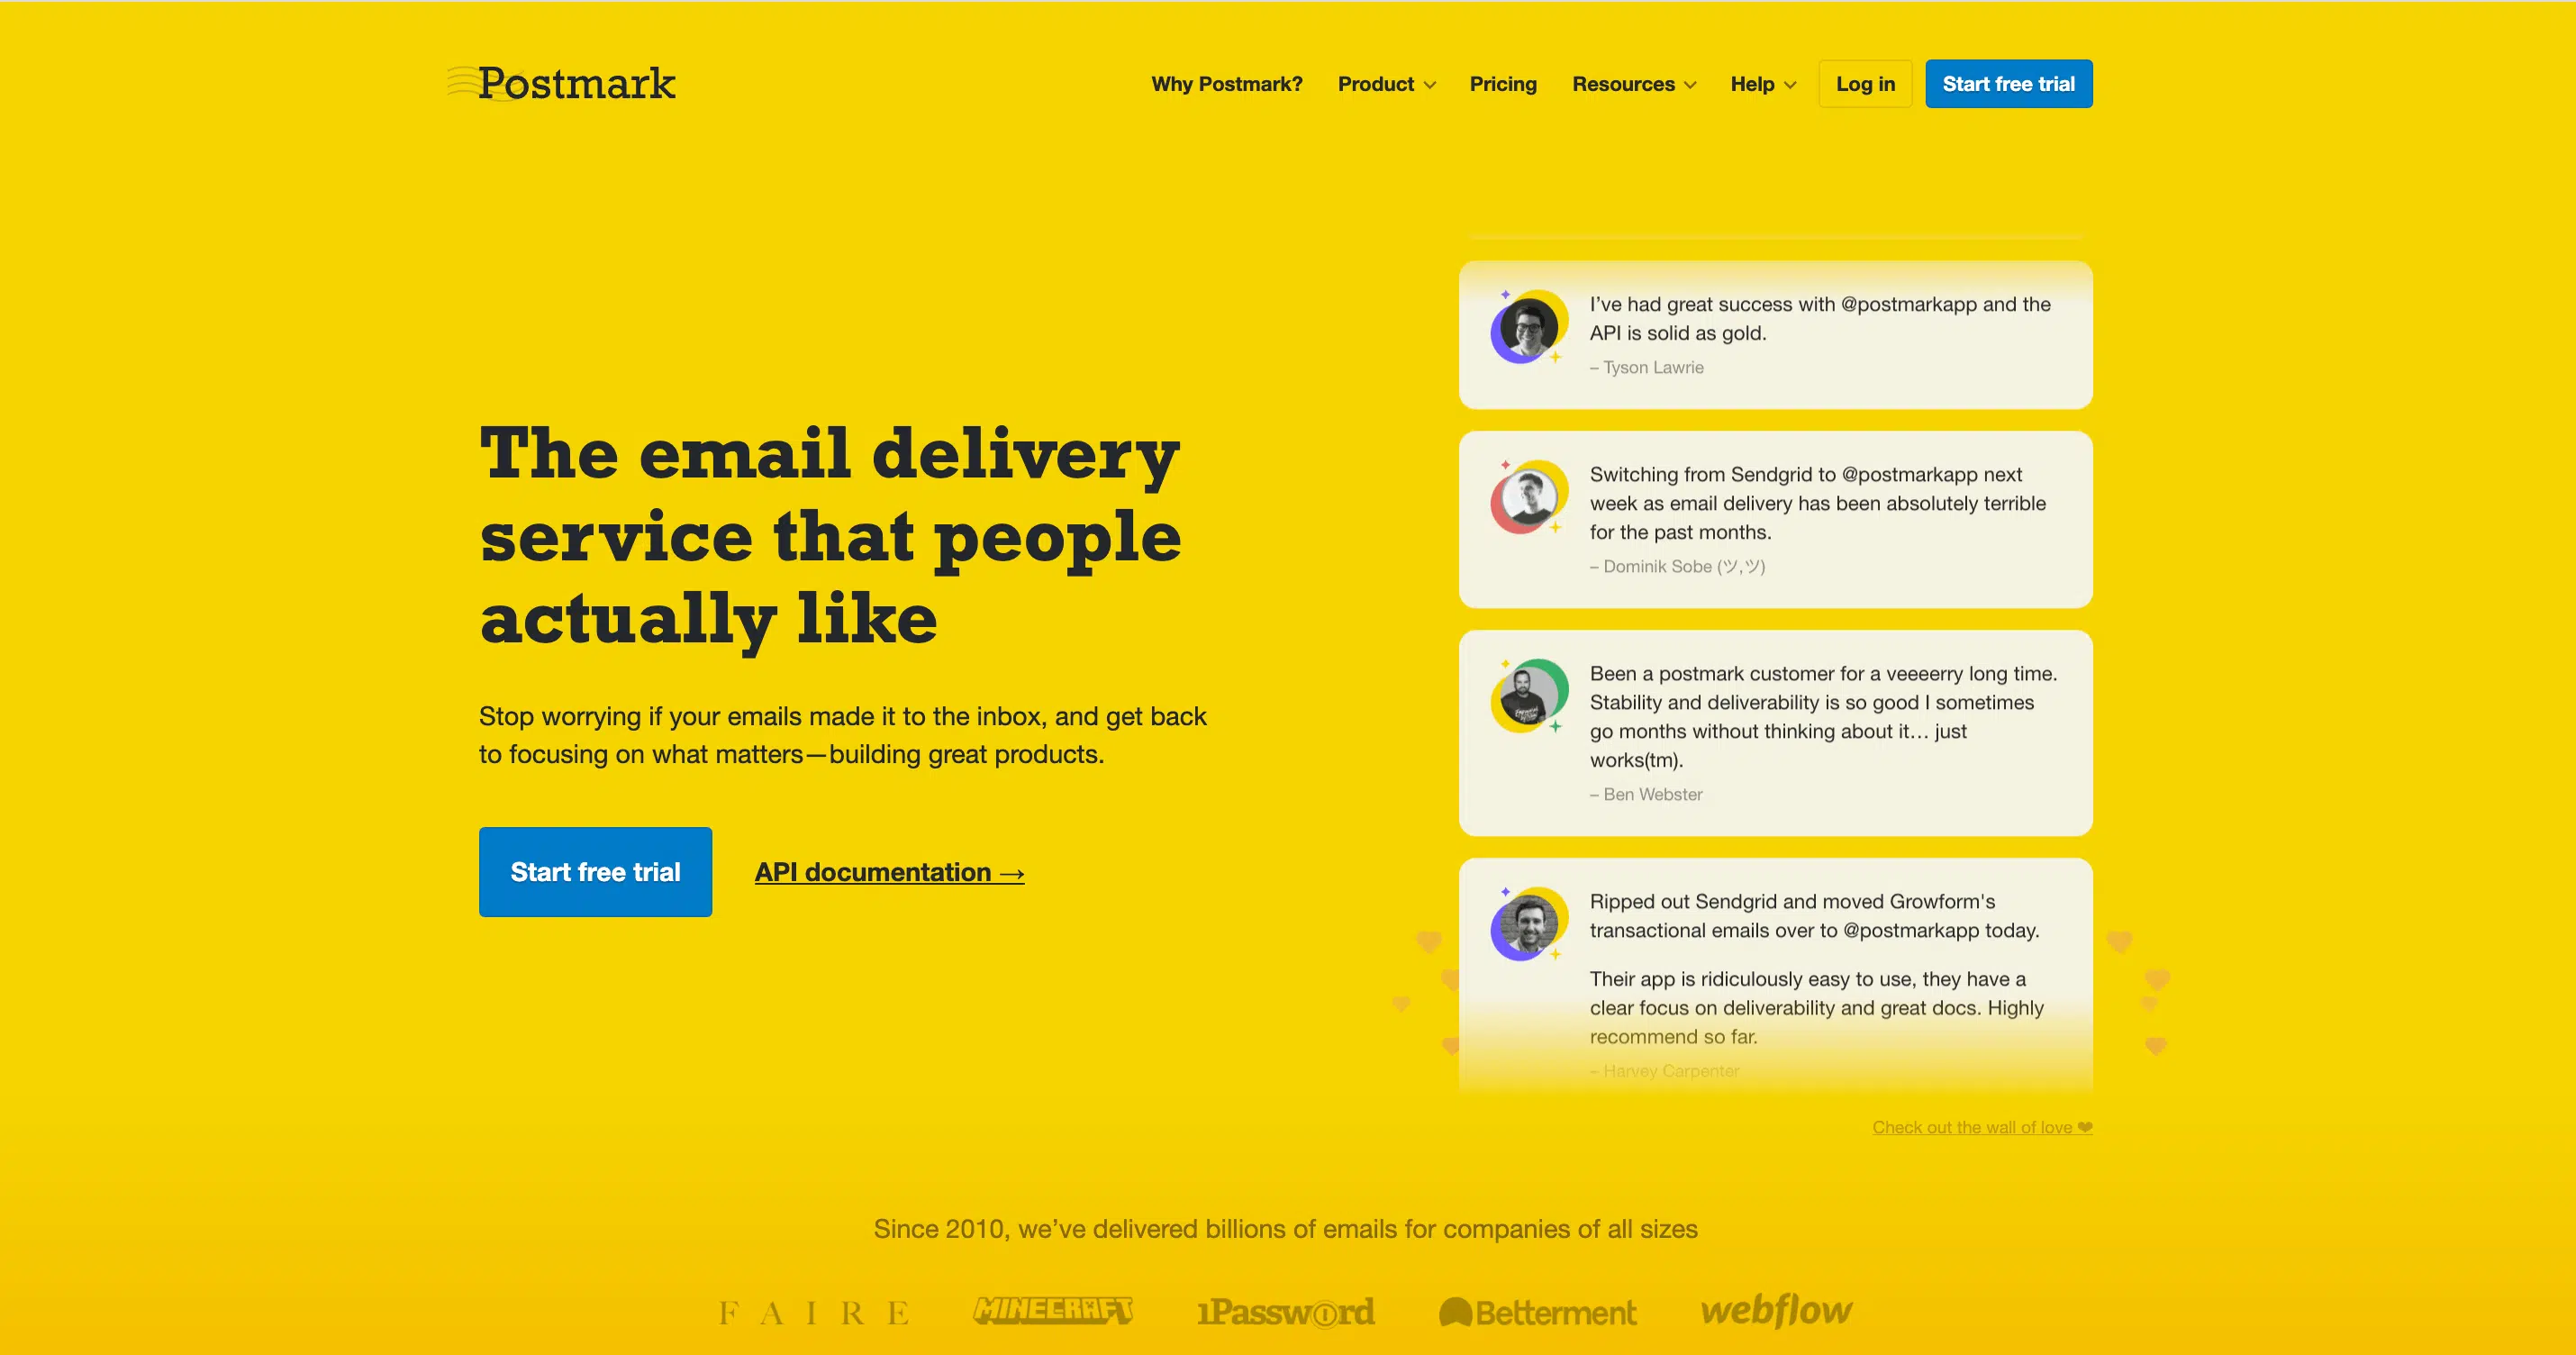 Postmark
Why Postmark?
Product
Pricing
Resources
Help
Log in
Start free trial
The email delivery
service that people
actually like
Stop worrying if your emails made it to the inbox, and get back
to focusing on what matters—building great products.
Start free trial
API documentation →
I’ve had great success with @postmarkapp and the
API is solid as gold.
– Tyson Lawrie
Switching from Sendgrid to @postmarkapp next
week as email delivery has been absolutely terrible
for the past months.
– Dominik Sobe (ツ,ツ)
Been a postmark customer for a veeeerry long time.
Stability and deliverability is so good I sometimes
go months without thinking about it… just
works(tm).
– Ben Webster
Ripped out Sendgrid and moved Growform's
transactional emails over to @postmarkapp today.
Their app is ridiculously easy to use, they have a
clear focus on deliverability and great docs. Highly
recommend so far.
– Harvey Carpenter
Check out the wall of love ❤
Since 2010, we’ve delivered billions of emails for companies of all sizes
FAIRE
MINECRAFT
1Password
Betterment
webflow